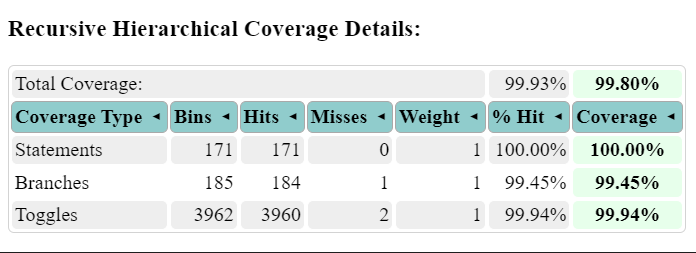 Recursive Hierarchical Coverage Details:
Total Coverage: 99.93% 99.80%
Coverage Type ◄ Bins ◄ Hits ◄ Misses ◄ Weight ◄ % Hit ◄ Coverage ◄
Statements 171 171 0 1 100.00% 100.00%
Branches 185 184 1 1 99.45% 99.45%
Toggles 3962 3960 2 1 99.94% 99.94%